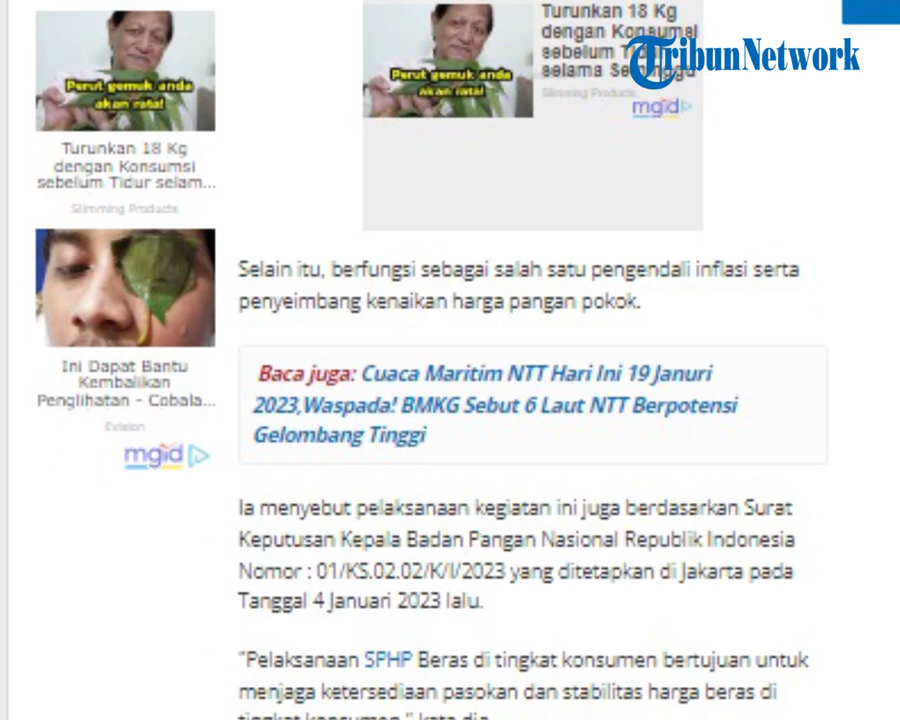 Perut gemuk anda
akan rata!
Turunkan 18 Kg
dengan Konsumsi
sebelum Tidur selam...
Slimming Products
Ini Dapat Bantu
Kembalikan
Penglihatan - Cobala...
Evision
mgid
Perut gemuk anda
akan rata!
Turunkan 18 Kg
dengan Konsumsi
sebelum
selama
Slimming Products
mgid
TribunNetwork
Selain itu, berfungsi sebagai salah satu pengendali inflasi serta
penyeimbang kenaikan harga pangan pokok.
Baca juga: Cuaca Maritim NTT Hari Ini 19 Januri
2023,Waspada! BMKG Sebut 6 Laut NTT Berpotensi
Gelombang Tinggi
Ia menyebut pelaksanaan kegiatan ini juga berdasarkan Surat
Keputusan Kepala Badan Pangan Nasional Republik Indonesia
Nomor : 01/KS.02.02/K/I/2023 yang ditetapkan di Jakarta pada
Tanggal 4 Januari 2023 lalu.
"Pelaksanaan SPHP Beras di tingkat konsumen bertujuan untuk
menjaga ketersediaan pasokan dan stabilitas harga beras di
tingkat konsumen," kata dia